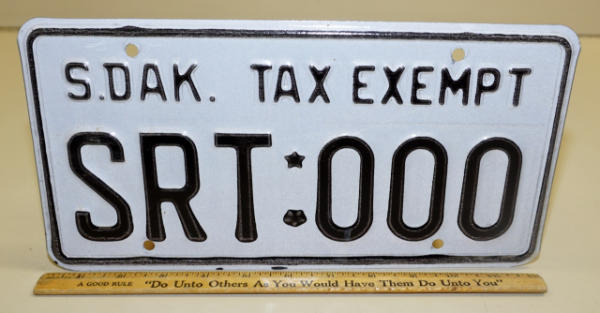 S.DAK. TAX EXEMPT
SRT:000
A GOOD RULE "Do Unto Others As You Would Have Them Do Unto You"